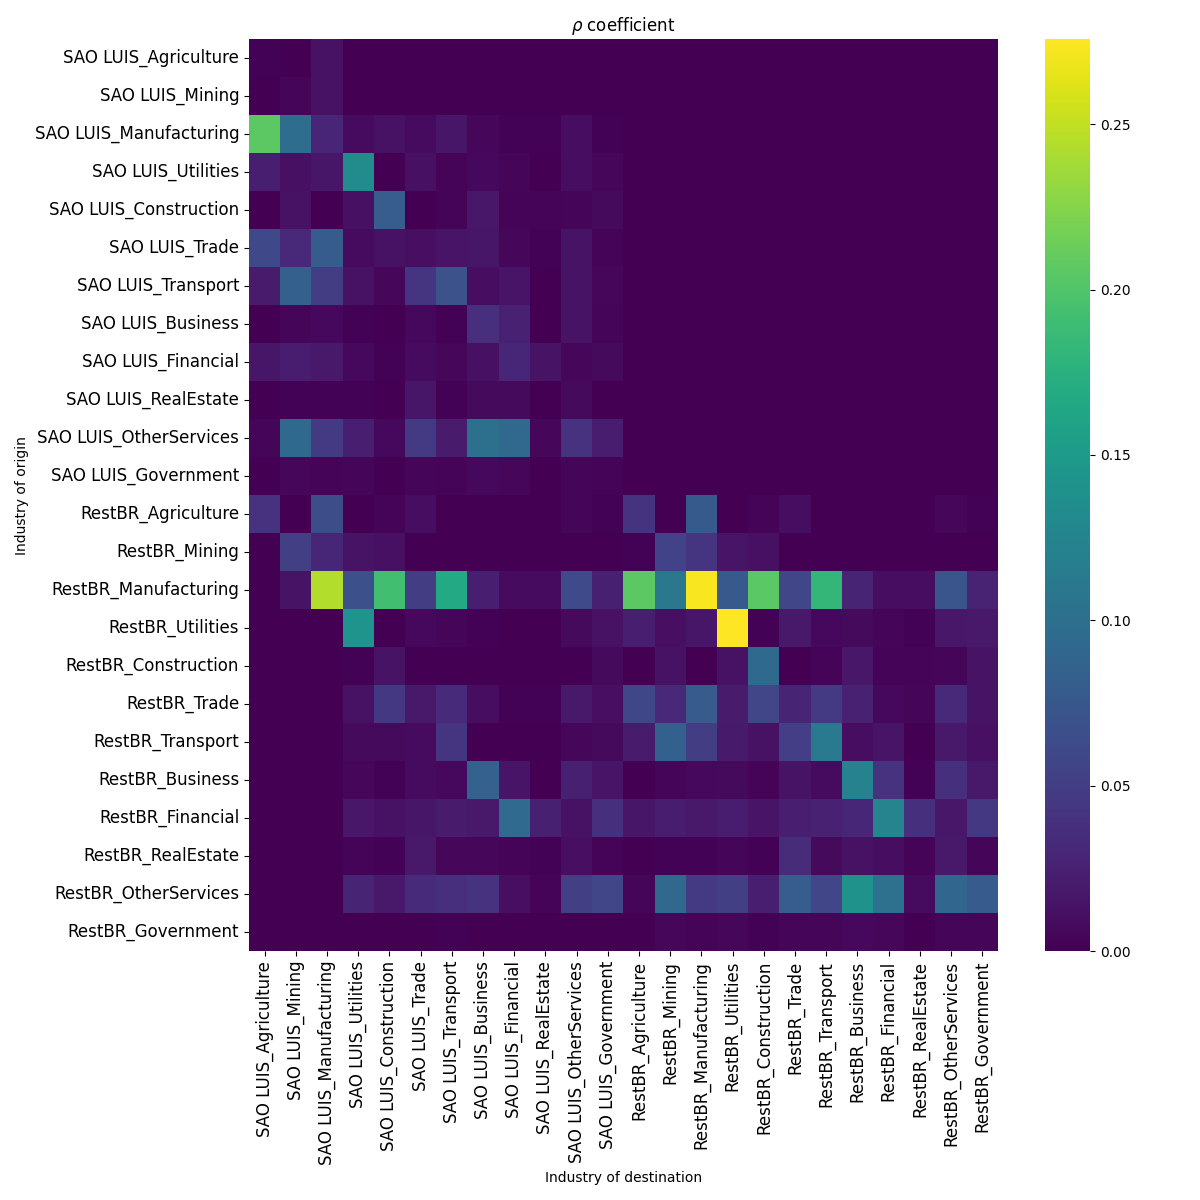 ρ coefficient
Industry of origin
SAO LUIS_Agriculture
SAO LUIS_Mining
SAO LUIS_Manufacturing
SAO LUIS_Utilities
SAO LUIS_Construction
SAO LUIS_Trade
SAO LUIS_Transport
SAO LUIS_Business
SAO LUIS_Financial
SAO LUIS_RealEstate
SAO LUIS_OtherServices
SAO LUIS_Government
RestBR_Agriculture
RestBR_Mining
RestBR_Manufacturing
RestBR_Utilities
RestBR_Construction
RestBR_Trade
RestBR_Transport
RestBR_Business
RestBR_Financial
RestBR_RealEstate
RestBR_OtherServices
RestBR_Government
SAO LUIS_Agriculture
SAO LUIS_Mining
SAO LUIS_Manufacturing
SAO LUIS_Utilities
SAO LUIS_Construction
SAO LUIS_Trade
SAO LUIS_Transport
SAO LUIS_Business
SAO LUIS_Financial
SAO LUIS_RealEstate
SAO LUIS_OtherServices
SAO LUIS_Government
RestBR_Agriculture
RestBR_Mining
RestBR_Manufacturing
RestBR_Utilities
RestBR_Construction
RestBR_Trade
RestBR_Transport
RestBR_Business
RestBR_Financial
RestBR_RealEstate
RestBR_OtherServices
RestBR_Government
Industry of destination
0.25
0.20
0.15
0.10
0.05
0.00